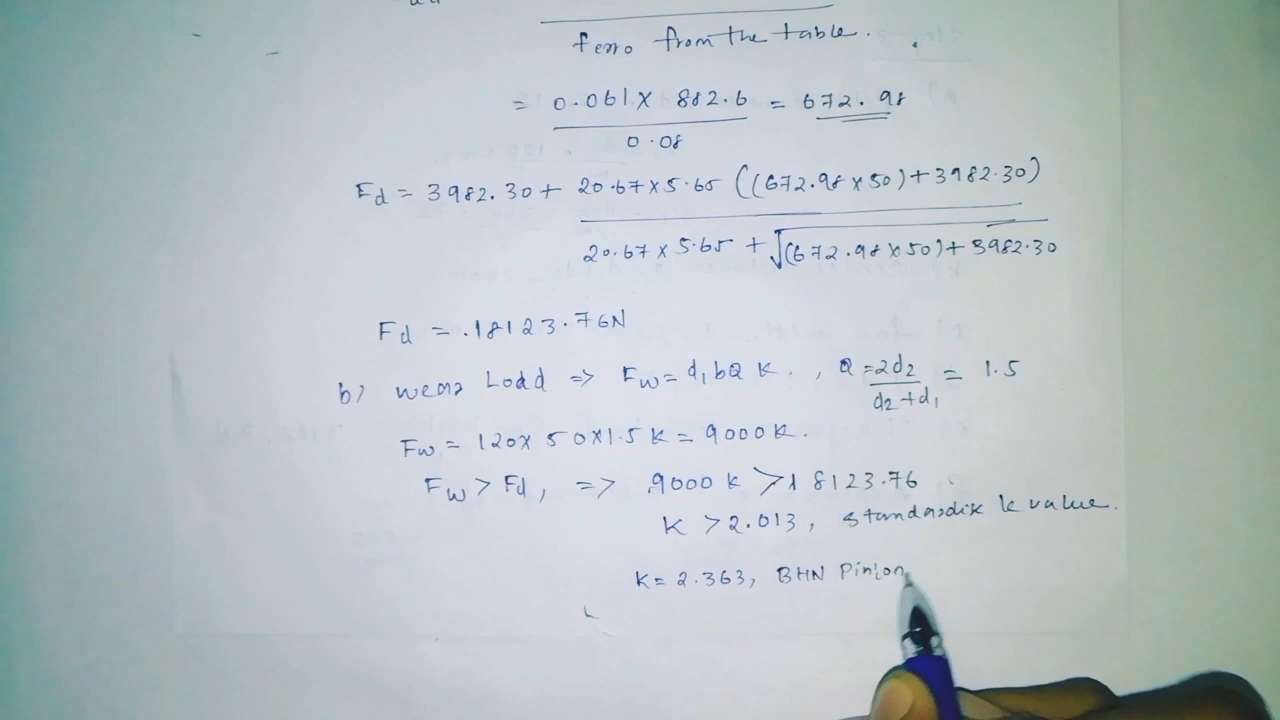 ferro from the table.
= 0.061 x 882.6 / 0.08 = 672.98
Fd = 3982.30 + 20.67 x 5.65 ((672.98 x 50) + 3982.30) / 20.67 x 5.65 + √(672.98 x 50) + 3982.30
Fd = .18123.76N
b) wear Load => Fw = d1 b Q K. , Q = 2d2 / d2 + d1 = 1.5
Fw = 120 x 50 x 1.5 K = 9000 K.
Fw > Fd, => .9000 K > 18123.76
K > 2.013, standardix k value.
K = 2.363, BHN Pinion